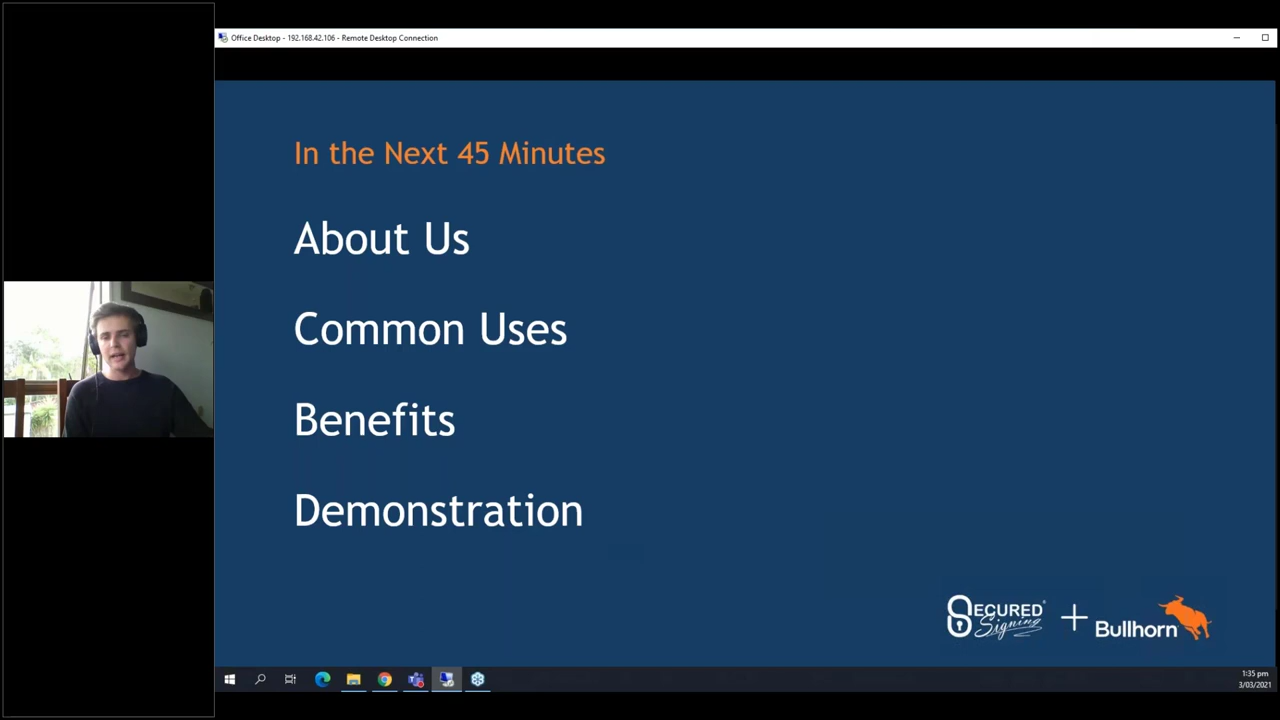 Office Desktop - 192.168.42.106 - Remote Desktop Connection
In the Next 45 Minutes
About Us
Common Uses
Benefits
Demonstration
SECURED
Signing
+
Bullhorn
1:35 pm
3/03/2021